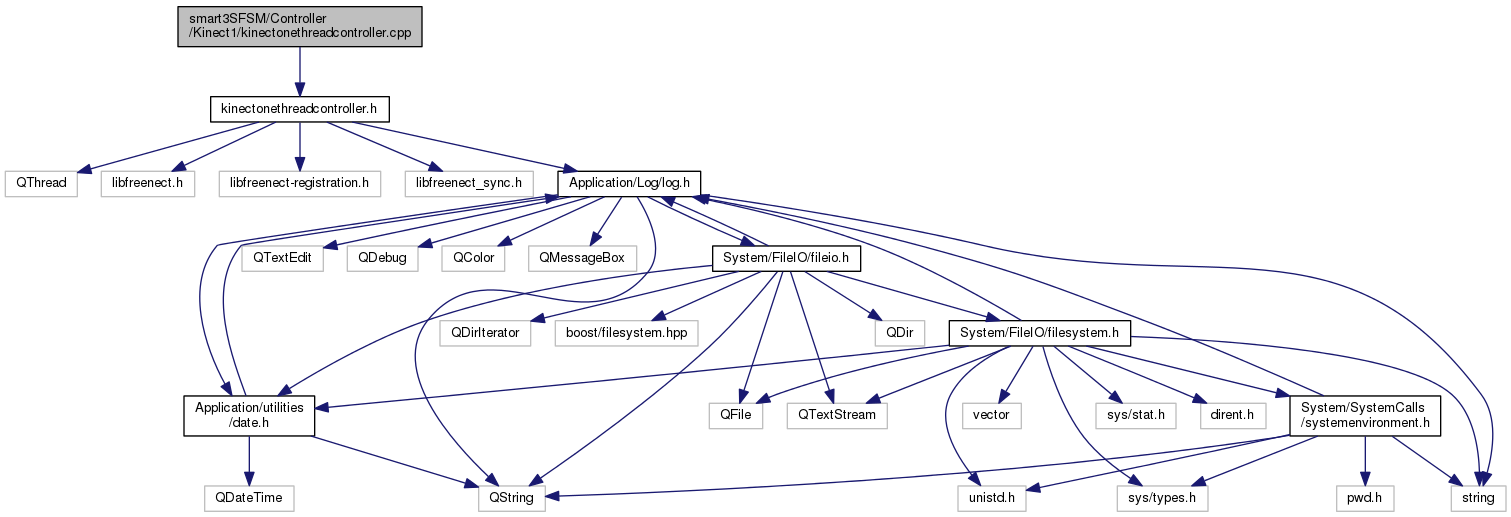 smart3SFSM/Controller
/Kinect1/kinectonethreadcontroller.cpp
kinectonethreadcontroller.h
QThread
libfreenect.h
libfreenect-registration.h
libfreenect_sync.h
Application/Log/log.h
QTextEdit
QDebug
QColor
QMessageBox
System/FileIO/fileio.h
QDirIterator
boost/filesystem.hpp
QDir
System/FileIO/filesystem.h
Application/utilities
/date.h
QFile
QTextStream
vector
sys/stat.h
dirent.h
System/SystemCalls
/systemenvironment.h
QDateTime
QString
unistd.h
sys/types.h
pwd.h
string